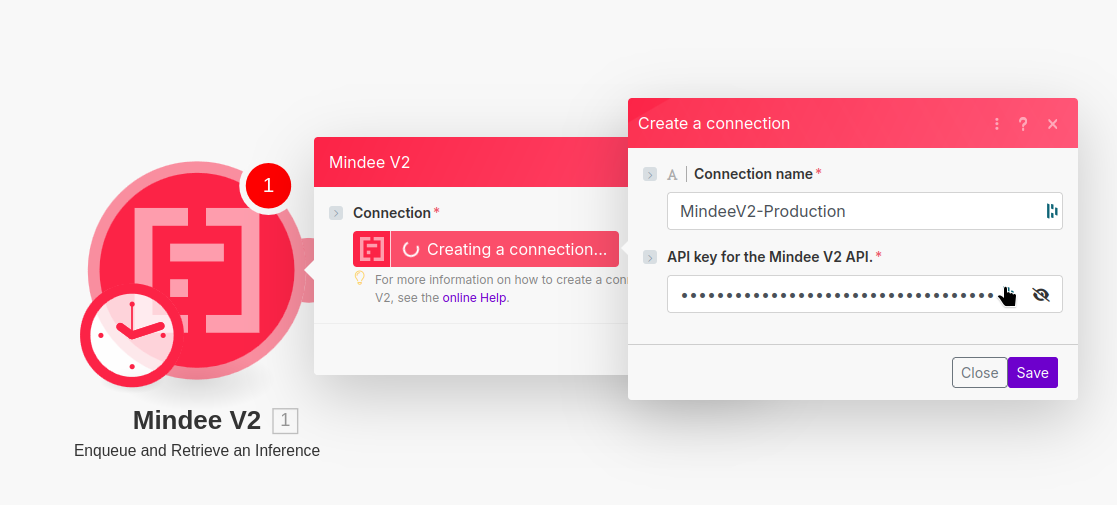 1
Mindee V2 1
Enqueue and Retrieve an Inference
Mindee V2
Connection*
Creating a connection...
For more information on how to create a con
V2, see the online Help.
Create a connection
A Connection name*
MindeeV2-Production
API key for the Mindee V2 API.*
••••••••••••••••••••••••••••••••••
Close Save